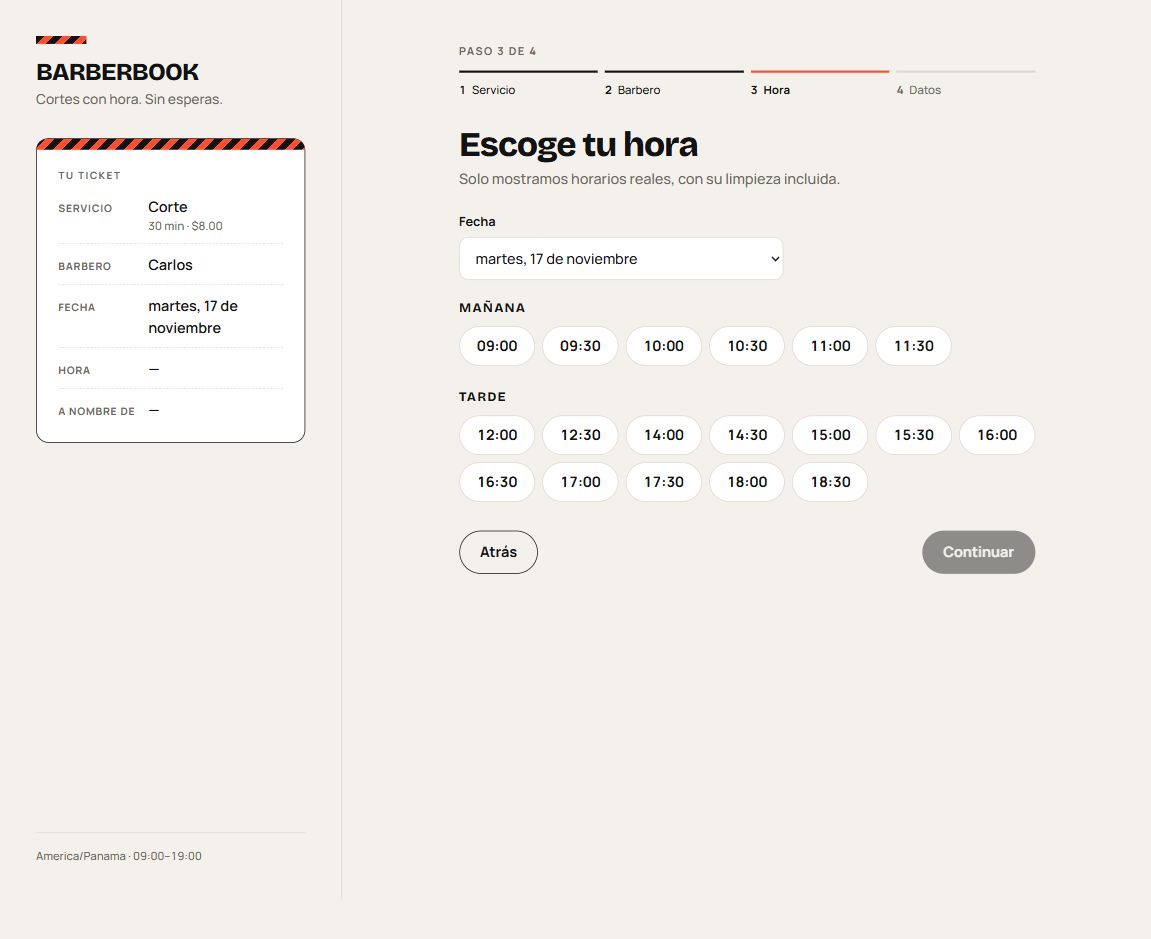 BARBERBOOK
Cortes con hora. Sin esperas.
TU TICKET
SERVICIO Corte
30 min · $8.00
BARBERO Carlos
FECHA martes, 17 de
noviembre
HORA —
A NOMBRE DE —
America/Panama · 09:00–19:00
PASO 3 DE 4
1 Servicio 2 Barbero 3 Hora 4 Datos
Escoge tu hora
Solo mostramos horarios reales, con su limpieza incluida.
Fecha
martes, 17 de noviembre
MAÑANA
09:00 09:30 10:00 10:30 11:00 11:30
TARDE
12:00 12:30 14:00 14:30 15:00 15:30 16:00
16:30 17:00 17:30 18:00 18:30
Atrás Continuar